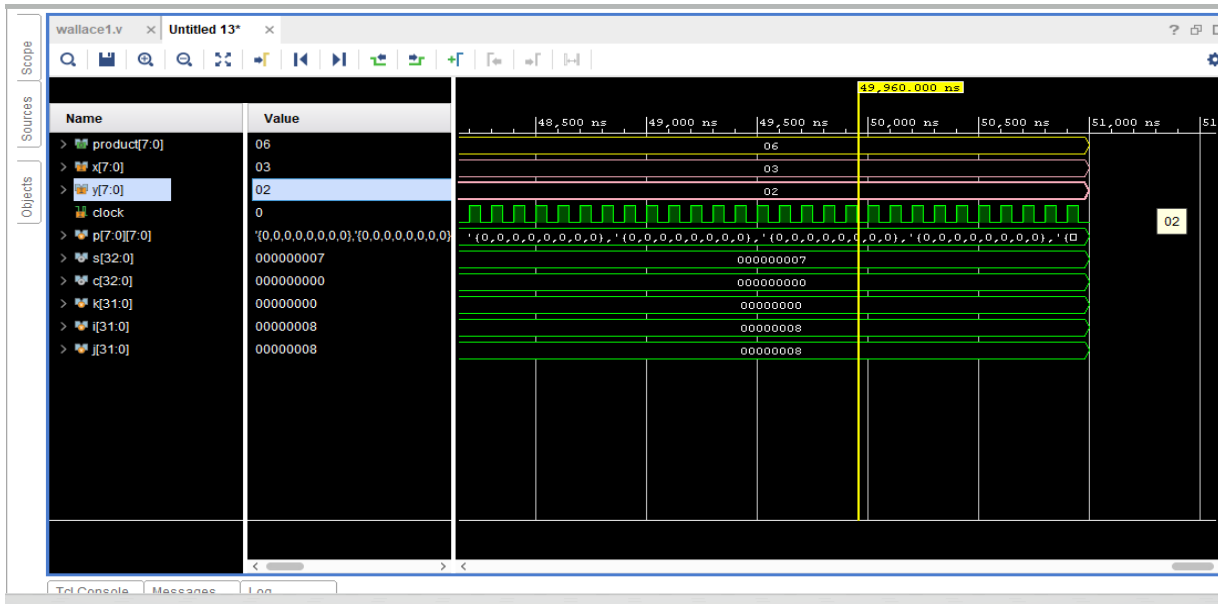 Scope
Sources
Objects
wallace1.v × Untitled 13* ×
?
49,960.000 ns
Name Value
48,500 ns 49,000 ns 49,500 ns 50,000 ns 50,500 ns 51,000 ns 51
> product[7:0] 06 06
> x[7:0] 03 03
> y[7:0] 02 02
clock 0
02
> p[7:0][7:0] '{0,0,0,0,0,0,0,0},'{0,0,0,0,0,0,0,0} '{0,0,0,0,0,0,0,0},'{0,0,0,0,0,0,0,0},'{0,0,0,0,0,0,0,0},'{0,0,0,0,0,0,0,0},'{
> s[32:0] 000000007 000000007
> c[32:0] 000000000 000000000
> k[31:0] 00000000 00000000
> i[31:0] 00000008 00000008
> j[31:0] 00000008 00000008
Tcl Console Messages Log